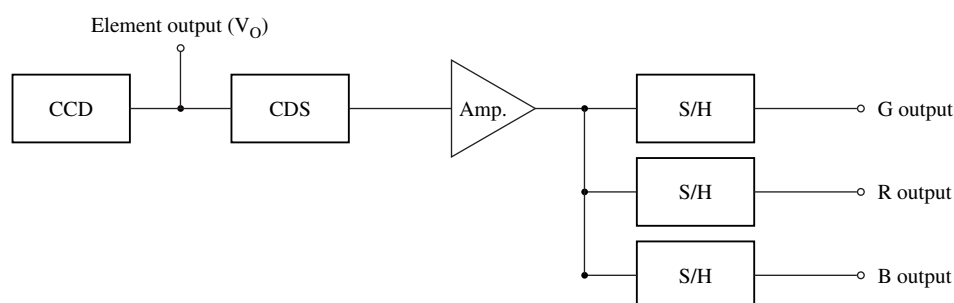 Element output (V_O)
CCD
CDS
Amp.
S/H
G output
S/H
R output
S/H
B output